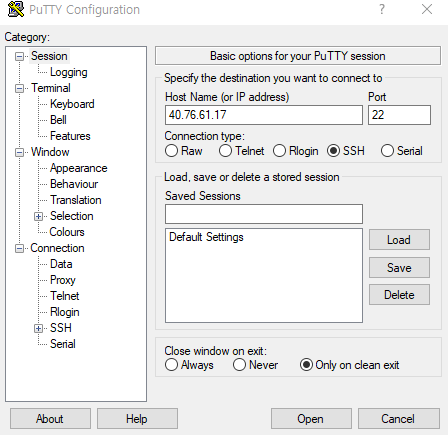 PuTTY Configuration
?
Category:
Session
Logging
Terminal
Keyboard
Bell
Features
Window
Appearance
Behaviour
Translation
Selection
Colours
Connection
Data
Proxy
Telnet
Rlogin
SSH
Serial
Basic options for your PuTTY session
Specify the destination you want to connect to
Host Name (or IP address) Port
40.76.61.17 22
Connection type:
Raw Telnet Rlogin SSH Serial
Load, save or delete a stored session
Saved Sessions
Default Settings
Load
Save
Delete
Close window on exit:
Always Never Only on clean exit
About Help Open Cancel